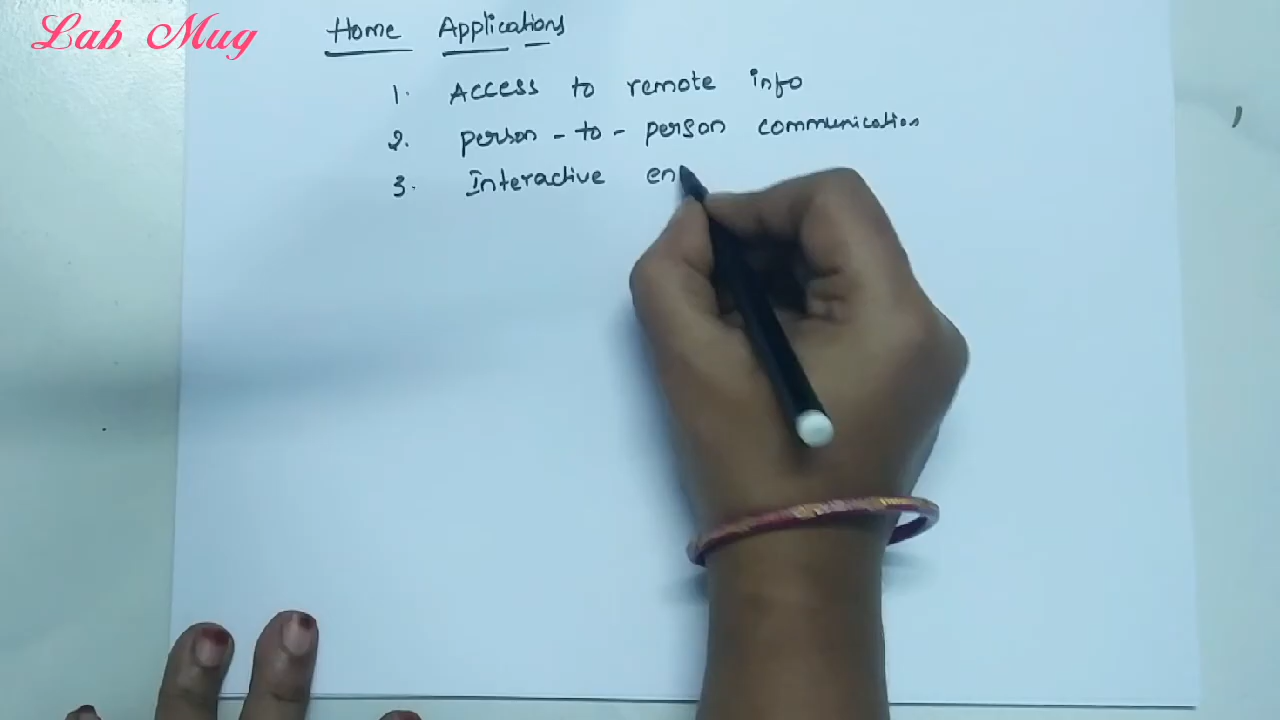 Lab Mug
Home Applications
1. Access to remote info
2. person-to-person communication
3. Interactive en